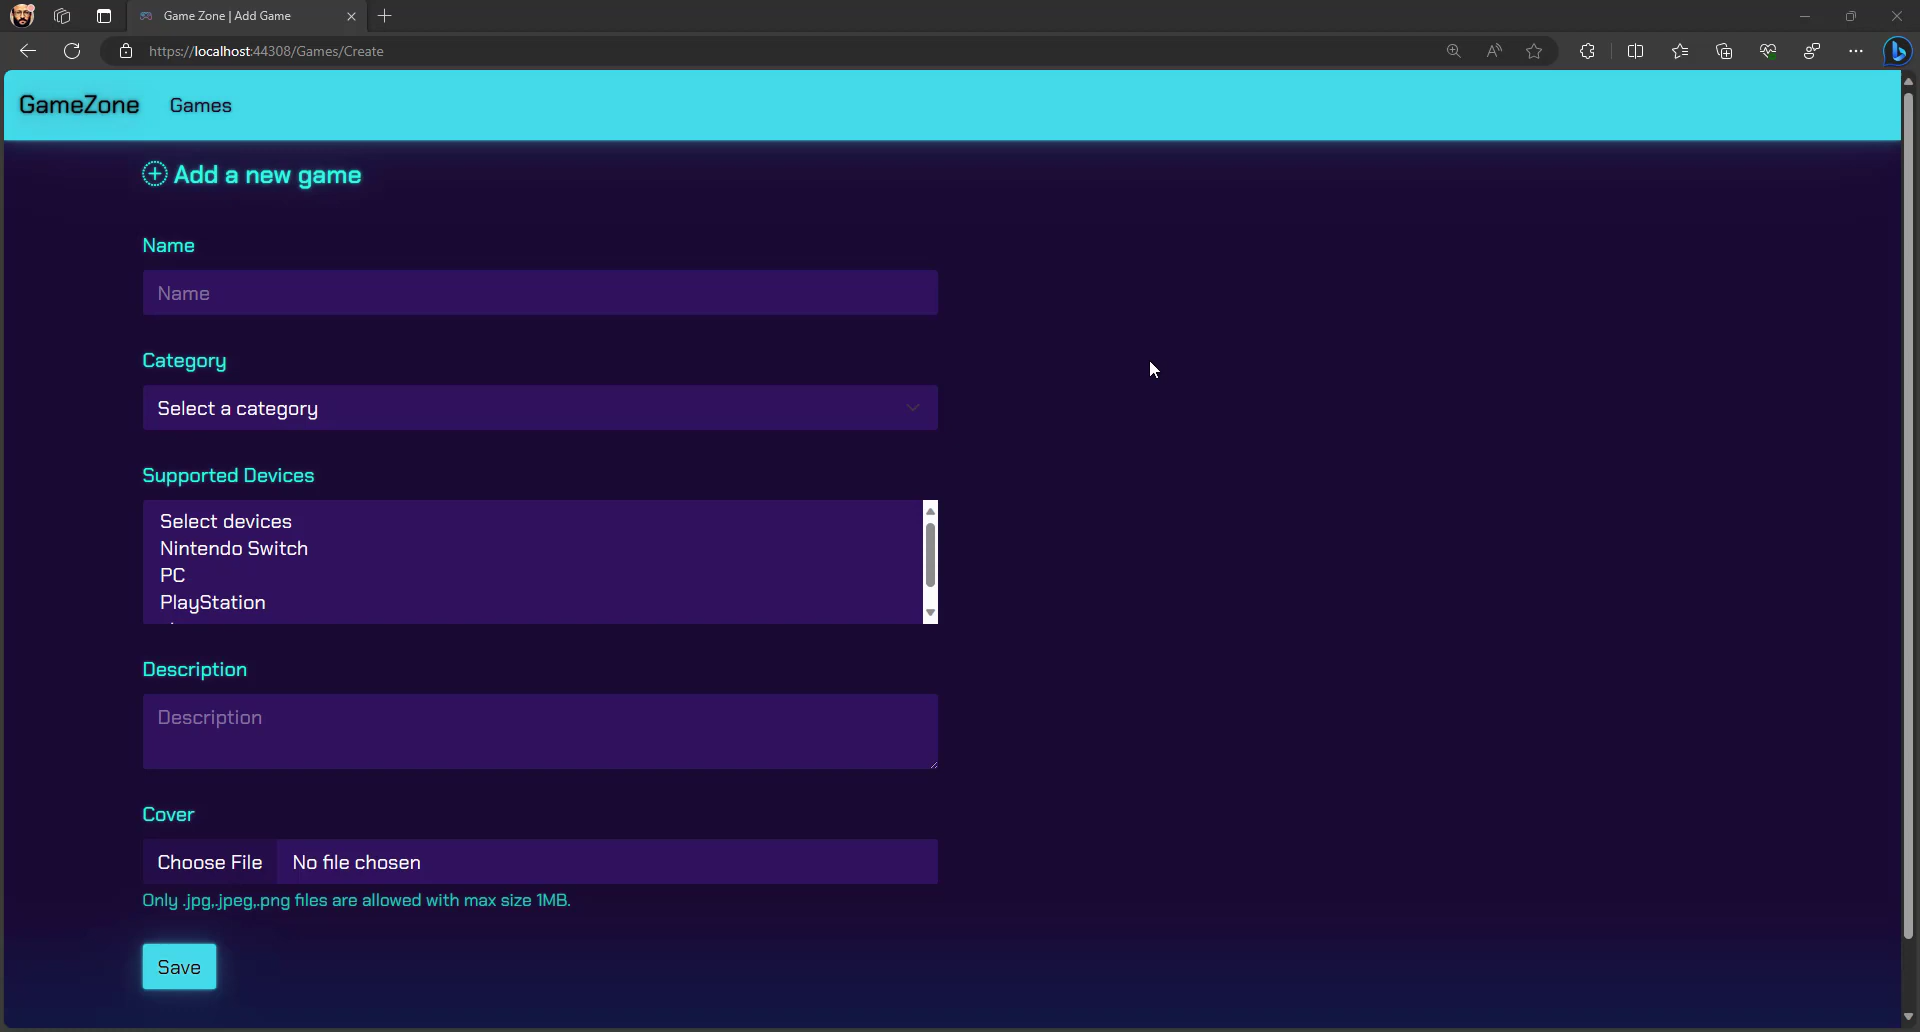 Game Zone | Add Game
https://localhost:44308/Games/Create
GameZone Games
Add a new game
Name
Name
Category
Select a category
Supported Devices
Select devices
Nintendo Switch
PC
PlayStation
Description
Description
Cover
Choose File No file chosen
Only .jpg,.jpeg,.png files are allowed with max size 1MB.
Save